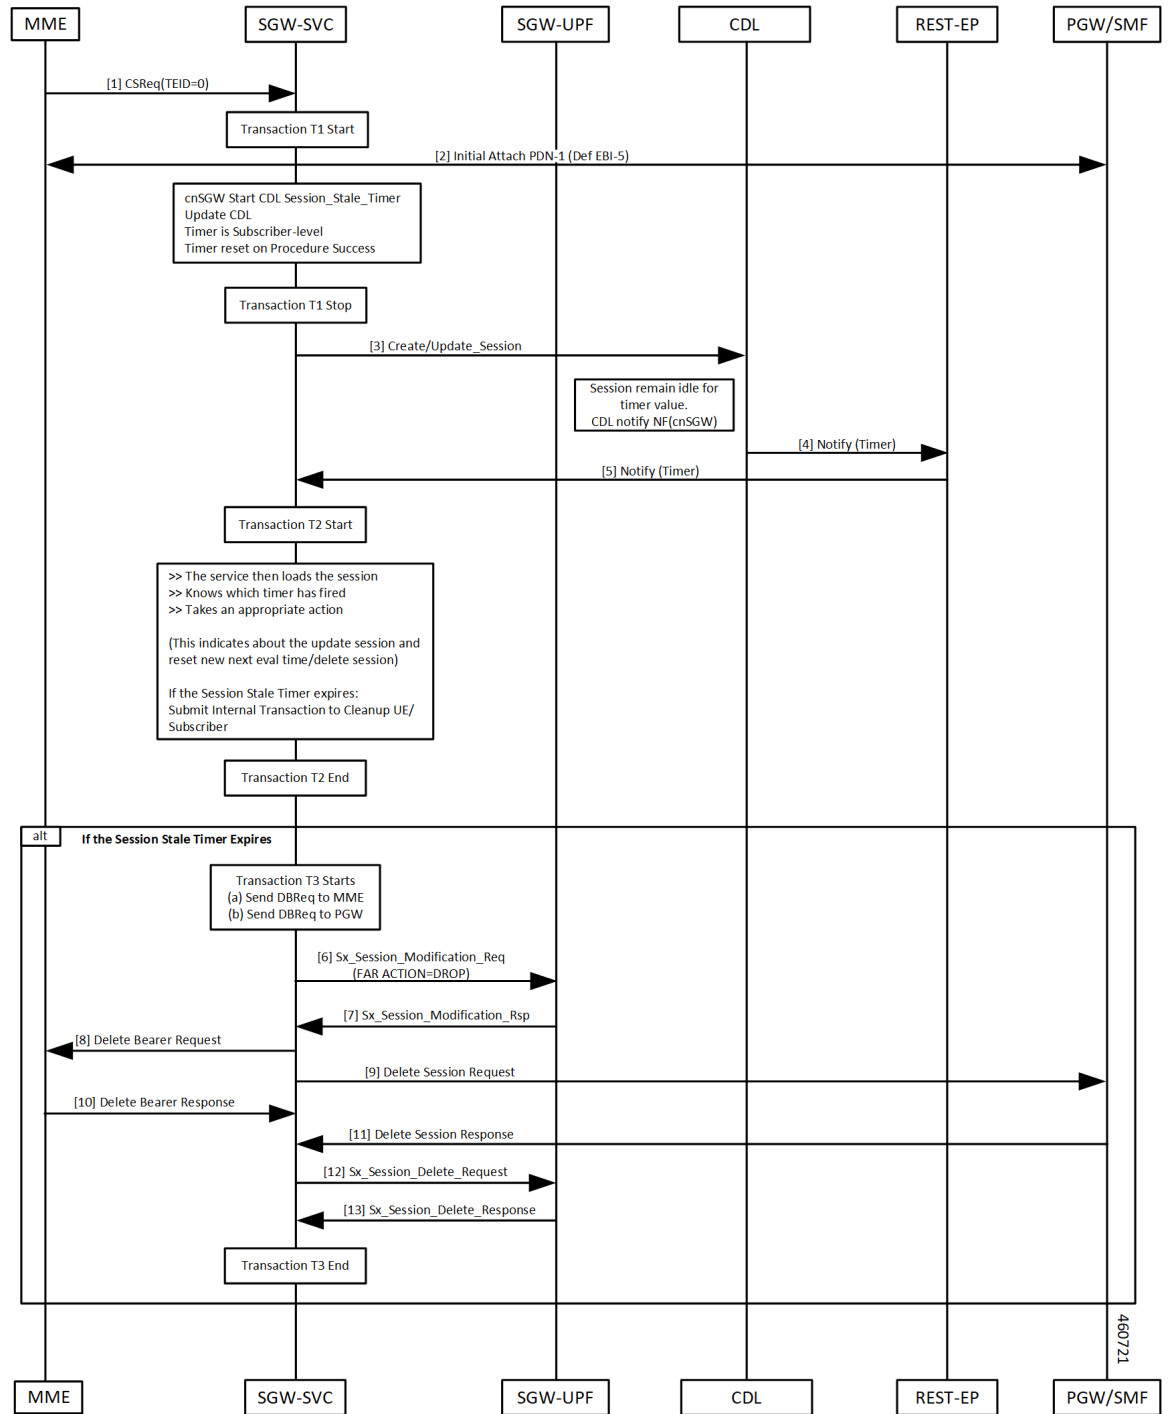 MME
SGW-SVC
SGW-UPF
CDL
REST-EP
PGW/SMF
[1] CSReq(TEID=0)
Transaction T1 Start
[2] Initial Attach PDN-1 (Def EBI-5)
cnSGW Start CDL Session_Stale_Timer
Update CDL
Timer is Subscriber-level
Timer reset on Procedure Success
Transaction T1 Stop
[3] Create/Update_Session
Session remain idle for
timer value.
CDL notify NF(cnSGW)
[4] Notify (Timer)
[5] Notify (Timer)
Transaction T2 Start
>> The service then loads the session
>> Knows which timer has fired
>> Takes an appropriate action
(This indicates about the update session and
reset new next eval time/delete session)
If the Session Stale Timer expires:
Submit Internal Transaction to Cleanup UE/
Subscriber
Transaction T2 End
alt
If the Session Stale Timer Expires
Transaction T3 Starts
(a) Send DBReq to MME
(b) Send DBReq to PGW
[6] Sx_Session_Modification_Req
(FAR ACTION=DROP)
[7] Sx_Session_Modification_Rsp
[8] Delete Bearer Request
[9] Delete Session Request
[10] Delete Bearer Response
[11] Delete Session Response
[12] Sx_Session_Delete_Request
[13] Sx_Session_Delete_Response
Transaction T3 End
460721
MME
SGW-SVC
SGW-UPF
CDL
REST-EP
PGW/SMF